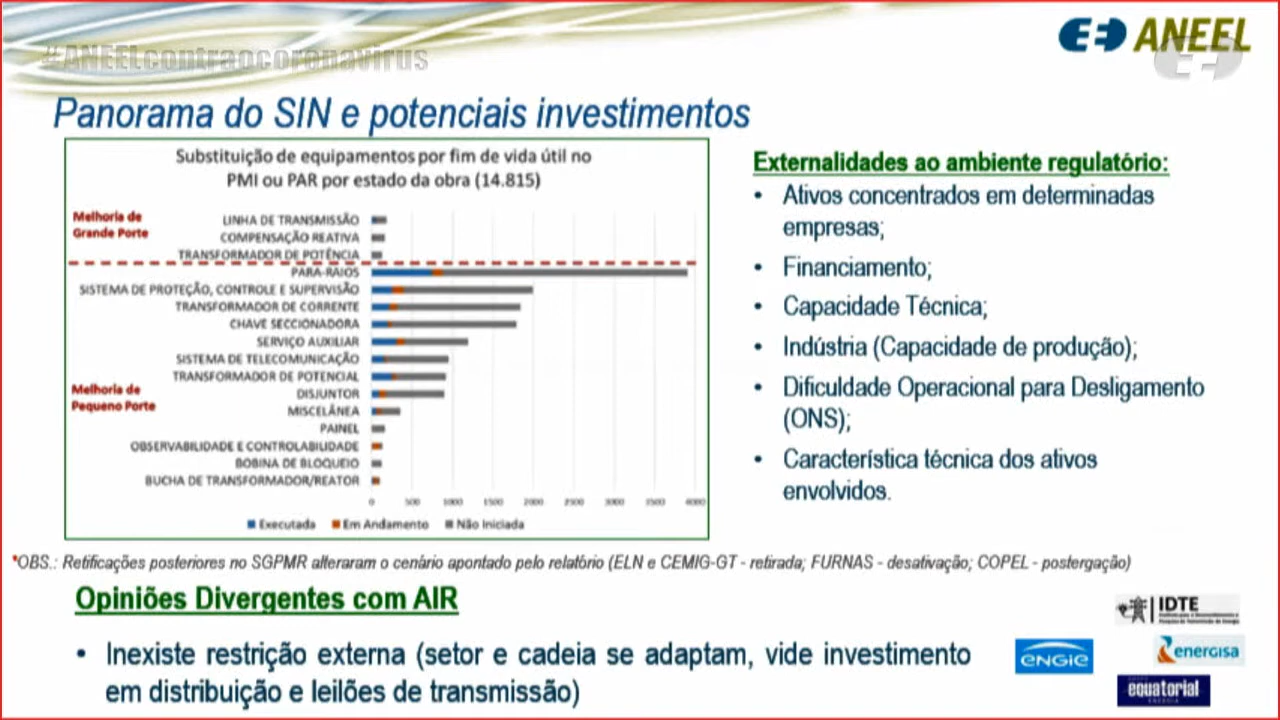 #ANEELcontraocoronavirus
ANEEL
Panorama do SIN e potenciais investimentos
Substituição de equipamentos por fim de vida útil no
PMI ou PAR por estado da obra (14.815)
Melhoria de
Grande Porte
LINHA DE TRANSMISSÃO
COMPENSAÇÃO REATIVA
TRANSFORMADOR DE POTÊNCIA
PARA-RAIOS
SISTEMA DE PROTEÇÃO, CONTROLE E SUPERVISÃO
TRANSFORMADOR DE CORRENTE
CHAVE SECCIONADORA
SERVIÇO AUXILIAR
SISTEMA DE TELECOMUNICAÇÃO
TRANSFORMADOR DE POTENCIAL
Melhoria de
Pequeno Porte
DISJUNTOR
MISCELÂNEA
PAINEL
OBSERVABILIDADE E CONTROLABILIDADE
BOBINA DE BLOQUEIO
BUCHA DE TRANSFORMADOR/REATOR
0 500 1000 1500 2000 2500 3000 3500 4000
Executada Em Andamento Não Iniciada
Externalidades ao ambiente regulatório:
• Ativos concentrados em determinadas
empresas;
• Financiamento;
• Capacidade Técnica;
• Indústria (Capacidade de produção);
• Dificuldade Operacional para Desligamento
(ONS);
• Característica técnica dos ativos
envolvidos.
*OBS.: Retificações posteriores no SGPMR alteraram o cenário apontado pelo relatório (ELN e CEMIG-GT - retirada; FURNAS - desativação; COPEL - postergação)
Opiniões Divergentes com AIR
• Inexiste restrição externa (setor e cadeia se adaptam, vide investimento
em distribuição e leilões de transmissão)
IDTE
ENGIE
energisa
equatorial
ENERGIA